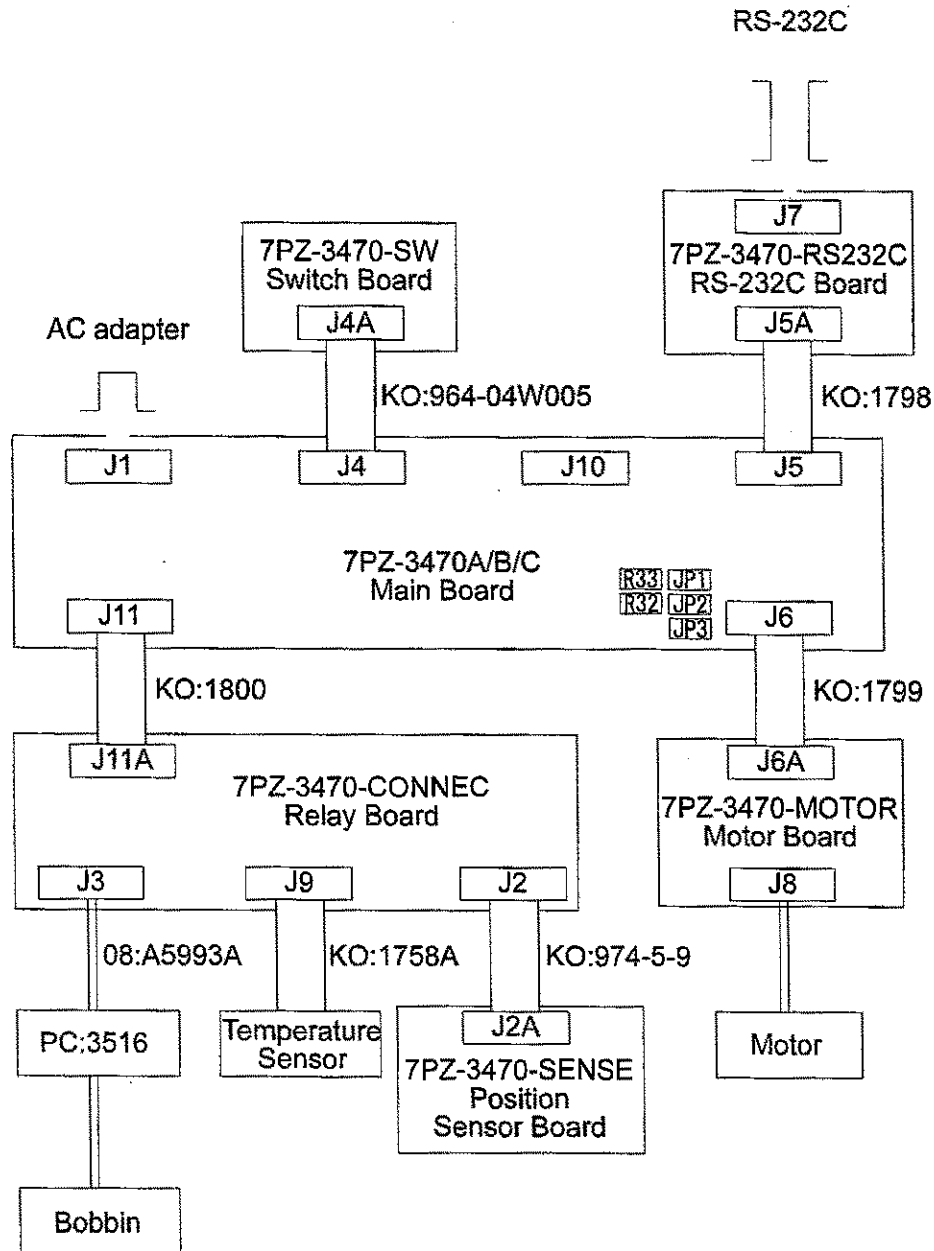 RS-232C
J7
7PZ-3470-RS232C
RS-232C Board
J5A
7PZ-3470-SW
Switch Board
J4A
AC adapter
KO:964-04W005
KO:1798
J1
J4
J10
J5
7PZ-3470A/B/C
Main Board
R33
JP1
R32
JP2
JP3
J11
J6
KO:1800
KO:1799
J11A
7PZ-3470-CONNEC
Relay Board
J6A
7PZ-3470-MOTOR
Motor Board
J3
J9
J2
J8
08:A5993A
KO:1758A
KO:974-5-9
PC:3516
Temperature
Sensor
J2A
7PZ-3470-SENSE
Position
Sensor Board
Motor
Bobbin